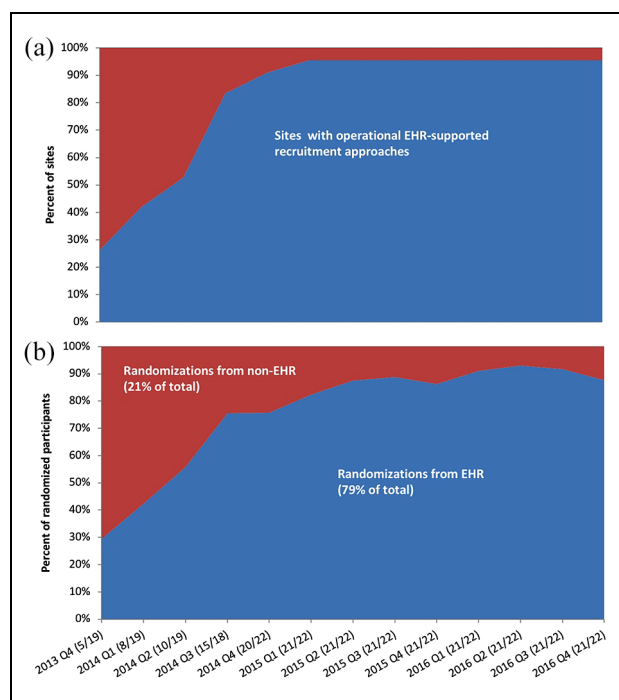 (a)
100%
90%
80%
70%
60%
50%
40%
30%
20%
10%
0%
Percent of sites
Sites with operational EHR-supported
recruitment approaches
(b)
100%
90%
80%
70%
60%
50%
40%
30%
20%
10%
0%
Percent of randomized participants
Randomizations from non-EHR
(21% of total)
Randomizations from EHR
(79% of total)
2013 Q4 (5/19)
2014 Q1 (8/19)
2014 Q2 (10/19)
2014 Q3 (15/18)
2014 Q4 (20/22)
2015 Q1 (21/22)
2015 Q2 (21/22)
2015 Q3 (21/22)
2015 Q4 (21/22)
2016 Q1 (21/22)
2016 Q2 (21/22)
2016 Q3 (21/22)
2016 Q4 (21/22)